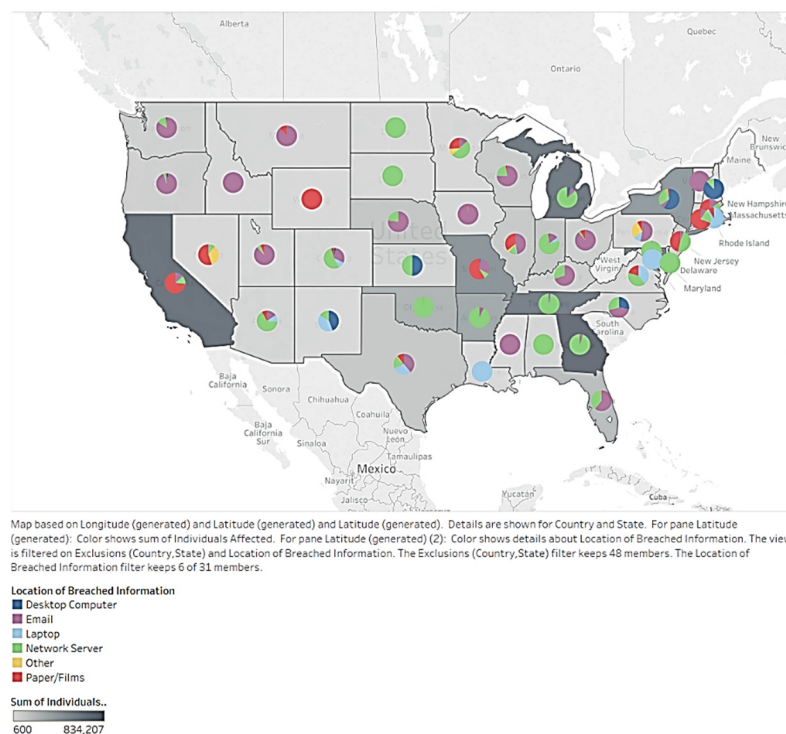 Alberta
Quebec
Ontario
New
Brunswick
Maine
New Hampshire
Massachusetts
Rhode Island
New Jersey
Delaware
Maryland
United
States
West
Virginia
South
Carolina
Baja
California
Sonora
Chihuahua
Coahuila
Baja
California
Sur
Sinaloa
Nuevo
León
Tamaulipas
Mexico
Nayarit
Jalisco
Yucatán
Cuba
Map based on Longitude (generated) and Latitude (generated) and Latitude (generated). Details are shown for Country and State. For pane Latitude
(generated): Color shows sum of Individuals Affected. For pane Latitude (generated) (2): Color shows details about Location of Breached Information. The view
is filtered on Exclusions (Country,State) and Location of Breached Information. The Exclusions (Country,State) filter keeps 48 members. The Location of
Breached Information filter keeps 6 of 31 members.
Location of Breached Information
Desktop Computer
Email
Laptop
Network Server
Other
Paper/Films
Sum of Individuals..
600 834,207